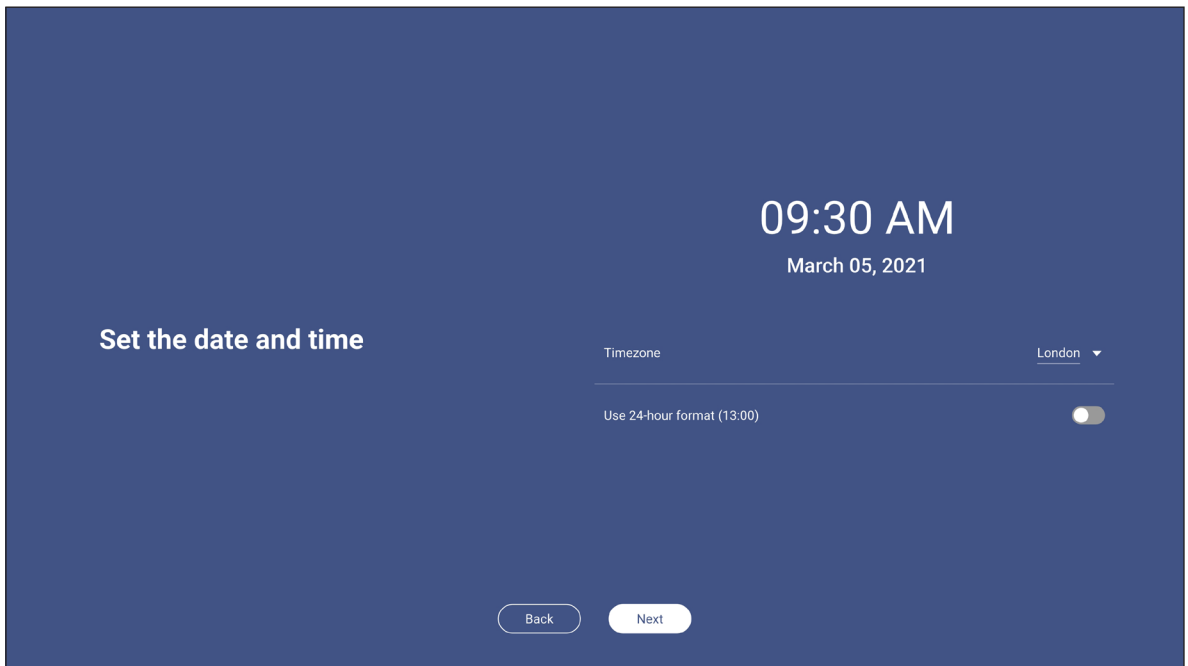 09:30 AM
March 05, 2021
Set the date and time
Timezone London
Use 24-hour format (13:00)
Back Next